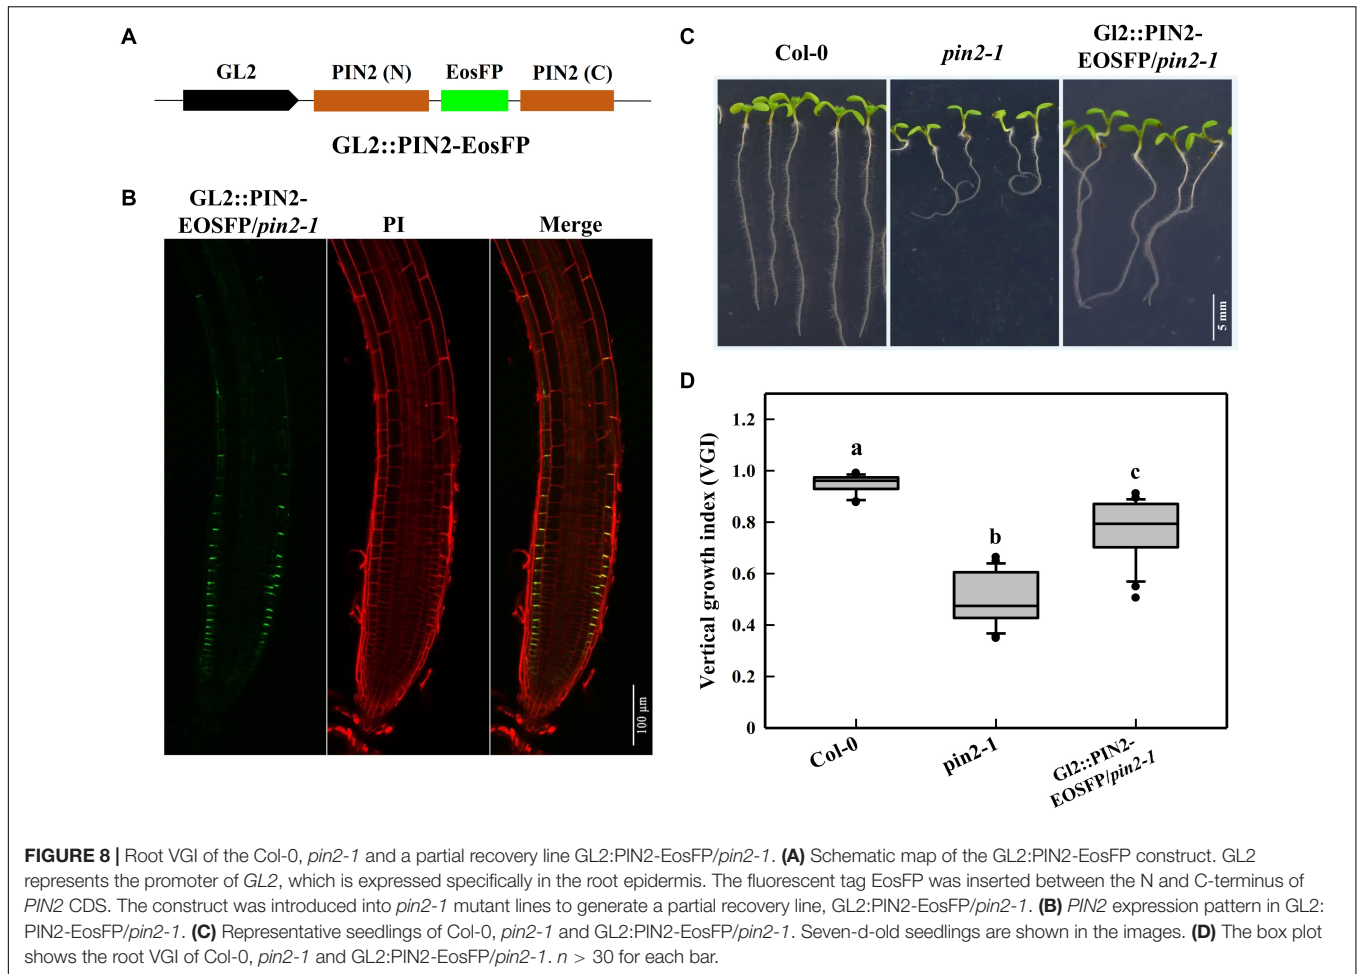 A
GL2
PIN2 (N)
EosFP
PIN2 (C)
GL2::PIN2-EosFP
B
GL2::PIN2-
EOSFP/pin2-1
PI
Merge
100 μm
C
Col-0
pin2-1
Gl2::PIN2-
EOSFP/pin2-1
5 mm
D
Vertical growth index (VGI)
1.2
1.0
0.8
0.6
0.4
0.2
0
a
b
c
Col-0
pin2-1
Gl2::PIN2-
EOSFP/pin2-1
FIGURE 8 | Root VGI of the Col-0, pin2-1 and a partial recovery line GL2:PIN2-EosFP/pin2-1. (A) Schematic map of the GL2:PIN2-EosFP construct. GL2
represents the promoter of GL2, which is expressed specifically in the root epidermis. The fluorescent tag EosFP was inserted between the N and C-terminus of
PIN2 CDS. The construct was introduced into pin2-1 mutant lines to generate a partial recovery line, GL2:PIN2-EosFP/pin2-1. (B) PIN2 expression pattern in GL2:
PIN2-EosFP/pin2-1. (C) Representative seedlings of Col-0, pin2-1 and GL2:PIN2-EosFP/pin2-1. Seven-d-old seedlings are shown in the images. (D) The box plot
shows the root VGI of Col-0, pin2-1 and GL2:PIN2-EosFP/pin2-1. n > 30 for each bar.